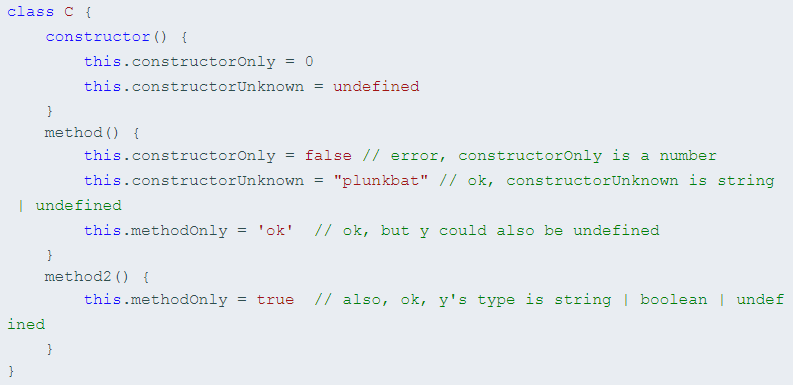 class C {
    constructor() {
        this.constructorOnly = 0
        this.constructorUnknown = undefined
    }
    method() {
        this.constructorOnly = false // error, constructorOnly is a number
        this.constructorUnknown = "plunkbat" // ok, constructorUnknown is string
 | undefined
        this.methodOnly = 'ok'  // ok, but y could also be undefined
    }
    method2() {
        this.methodOnly = true  // also, ok, y's type is string | boolean | undef
ined
    }
}